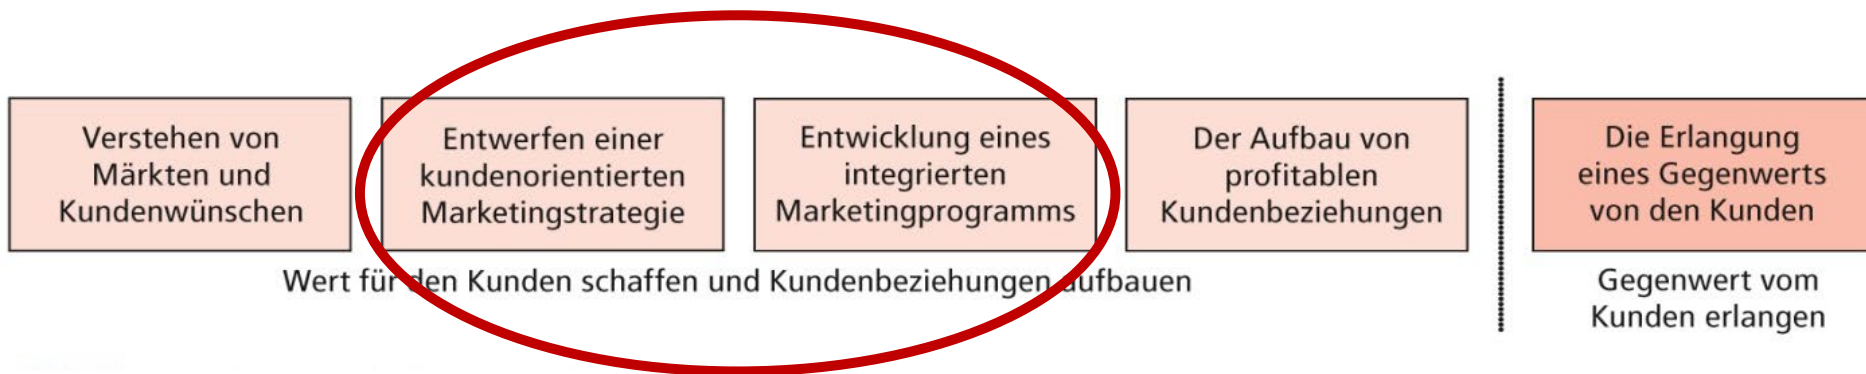 Verstehen von
Märkten und
Kundenwünschen
Entwerfen einer
kundenorientierten
Marketingstrategie
Entwicklung eines
integrierten
Marketingprogramms
Der Aufbau von
profitablen
Kundenbeziehungen
Die Erlangung
eines Gegenwerts
von den Kunden
Wert für den Kunden schaffen und Kundenbeziehungen aufbauen
Gegenwert vom
Kunden erlangen